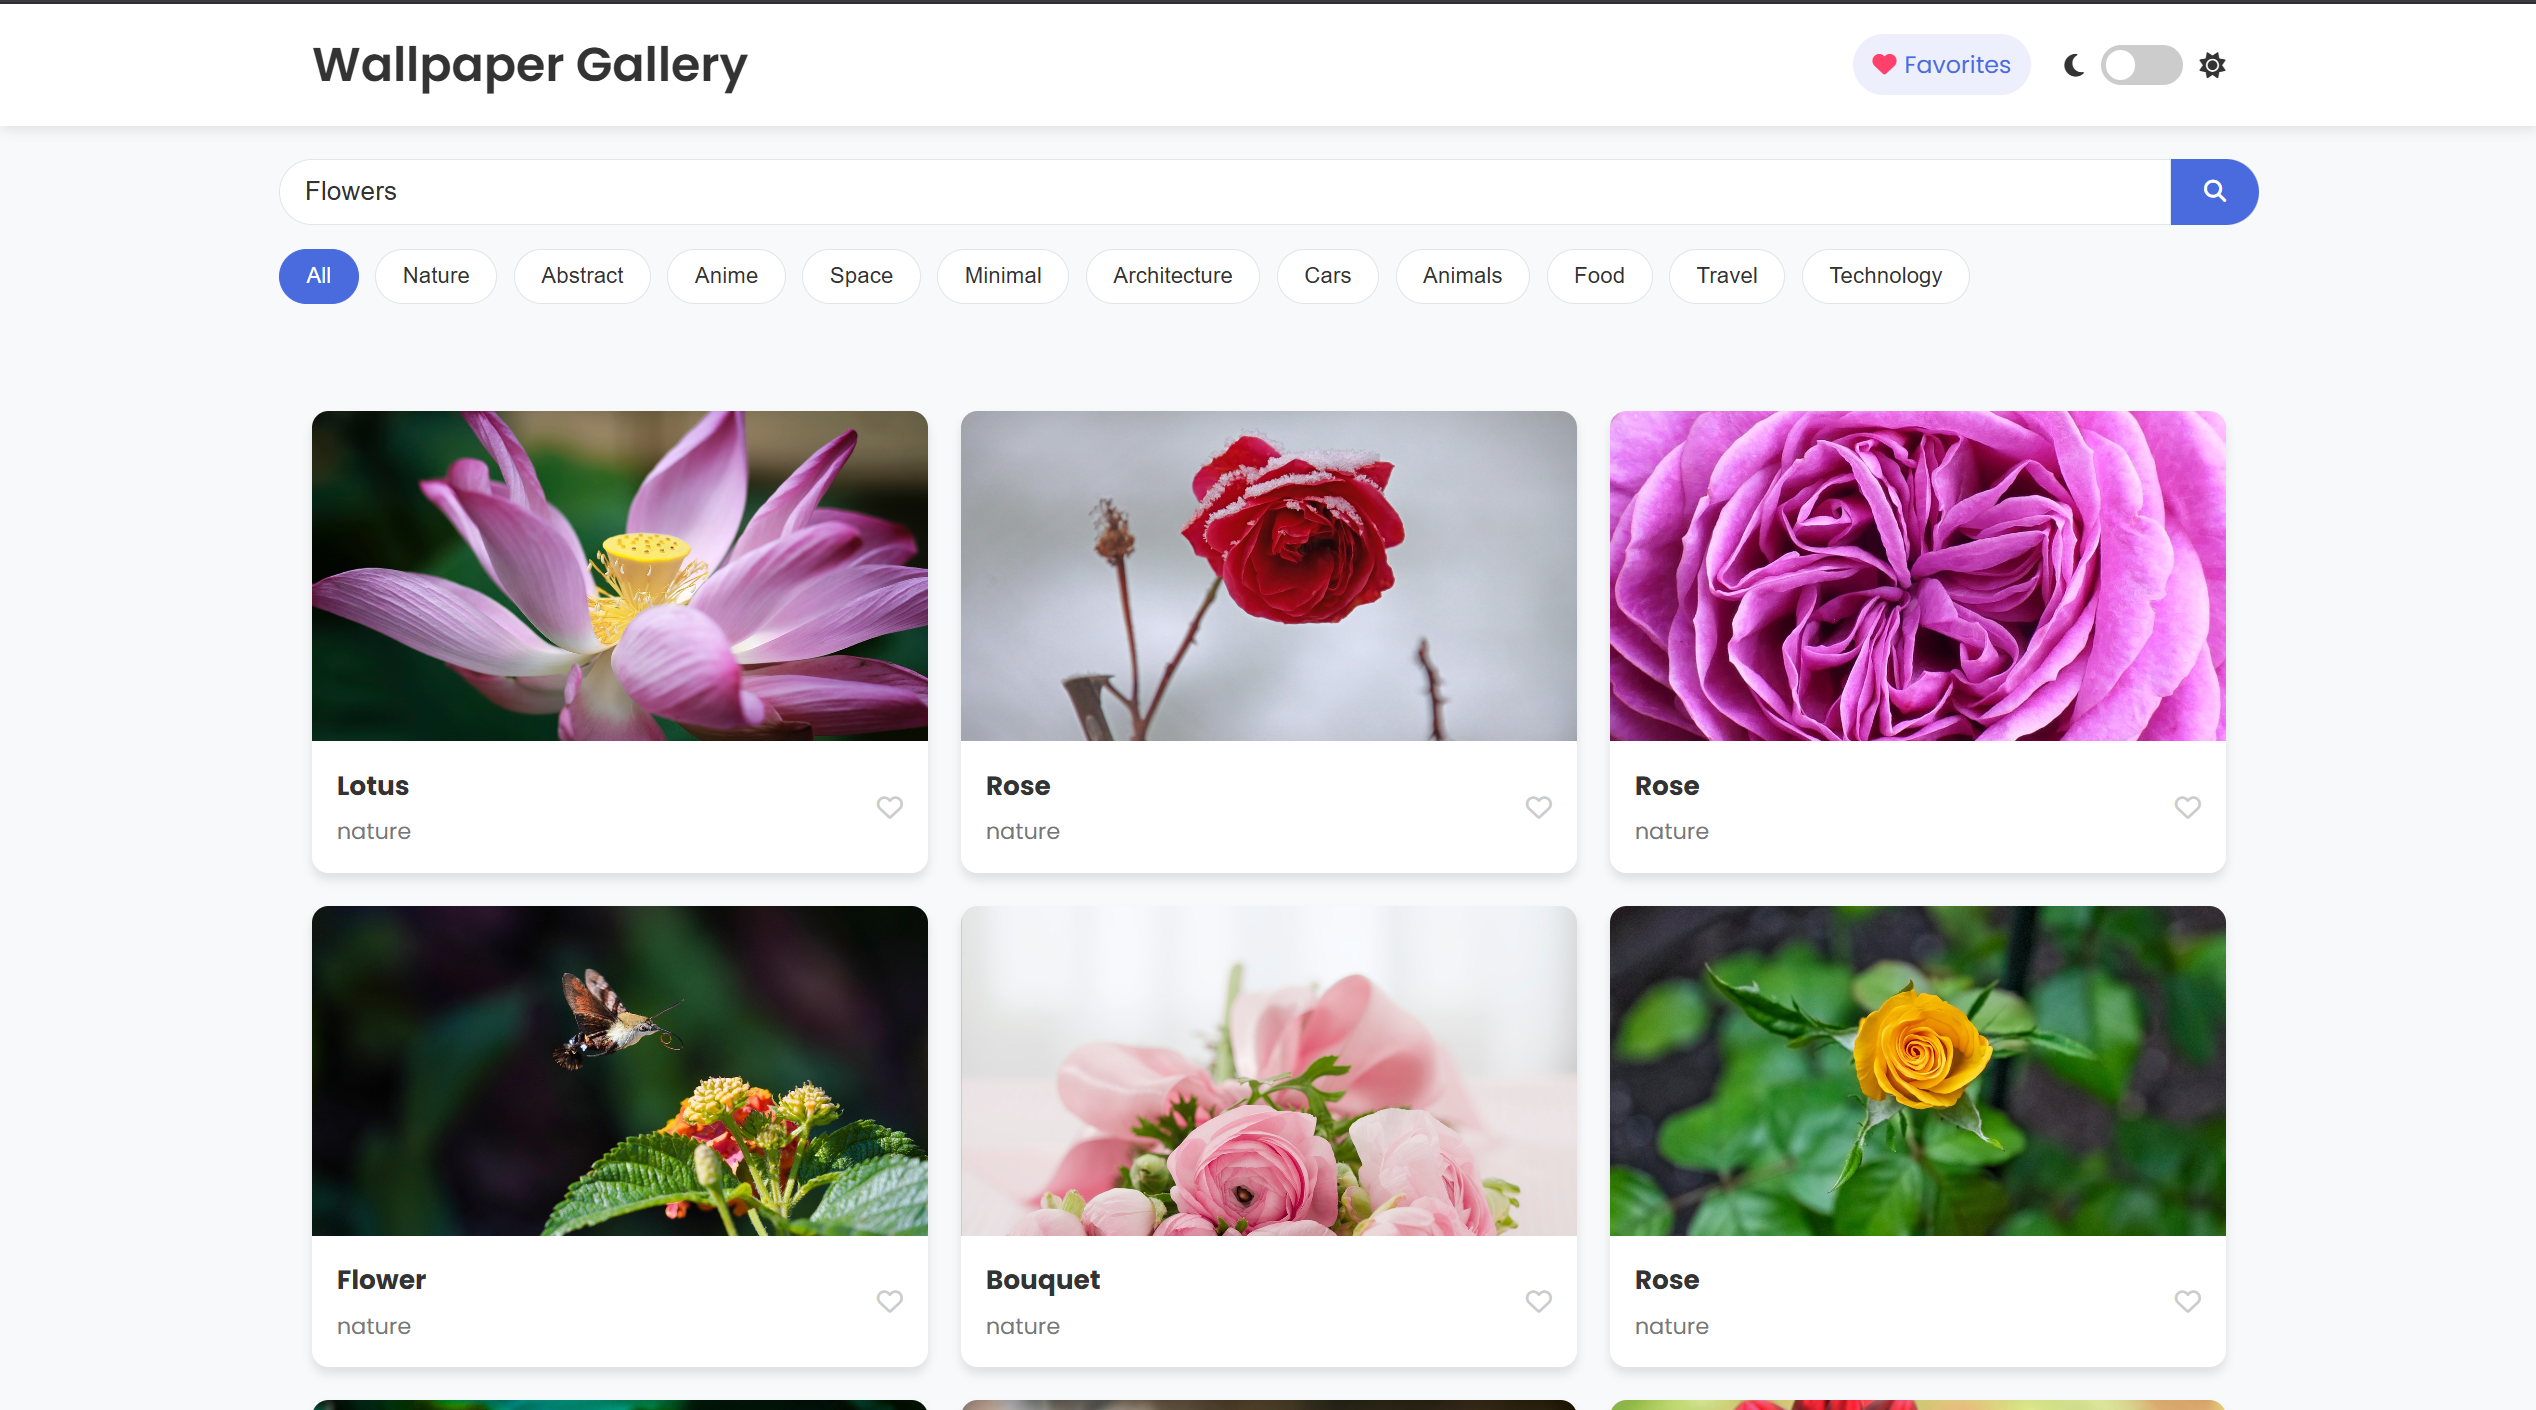 Wallpaper Gallery
Favorites
Flowers
All Nature Abstract Anime Space Minimal Architecture Cars Animals Food Travel Technology
Lotus
nature
Rose
nature
Rose
nature
Flower
nature
Bouquet
nature
Rose
nature